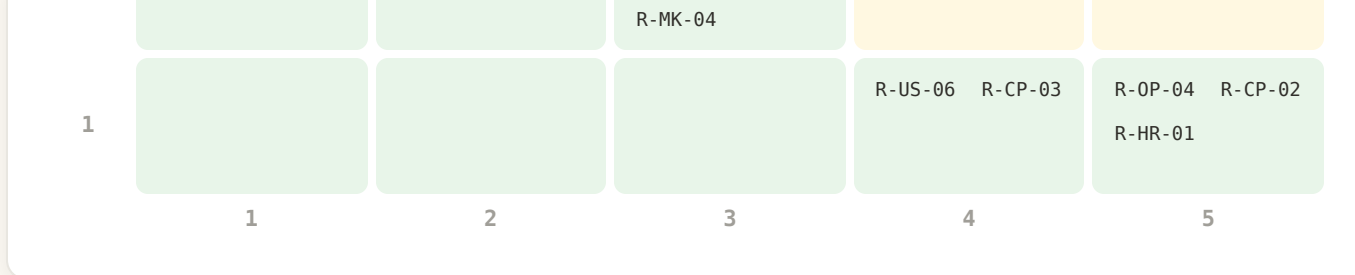 R-MK-04
R-US-06 R-CP-03 R-OP-04 R-CP-02
1
R-HR-01
1 2 3 4 5